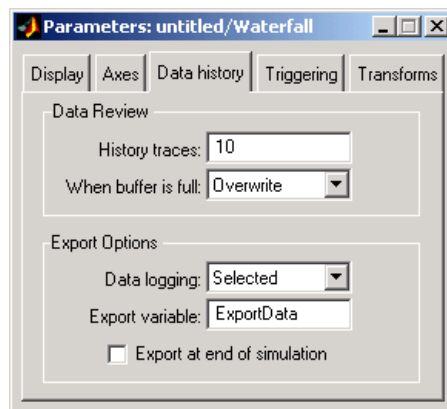 Parameters: untitled/Waterfall
Display Axes Data history Triggering Transforms
Data Review
History traces: 10
When buffer is full: Overwrite
Export Options
Data logging: Selected
Export variable: ExportData
Export at end of simulation